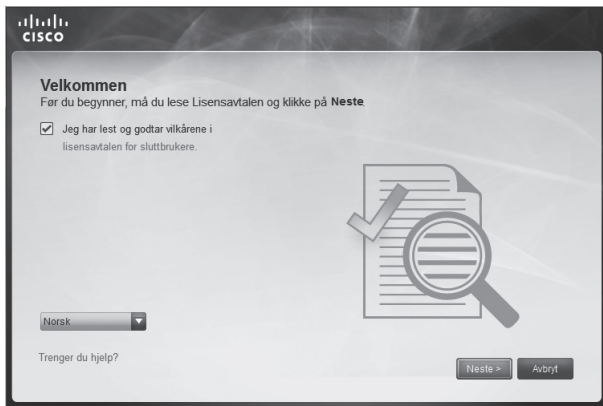 CISCO
Velkommen
Før du begynner, må du lese Lisensavtalen og klikke på Neste.
Jeg har lest og godtar vilkårene i
lisensavtalen for sluttbrukere.
Norsk
Trenger du hjelp?
Neste >
Avbryt